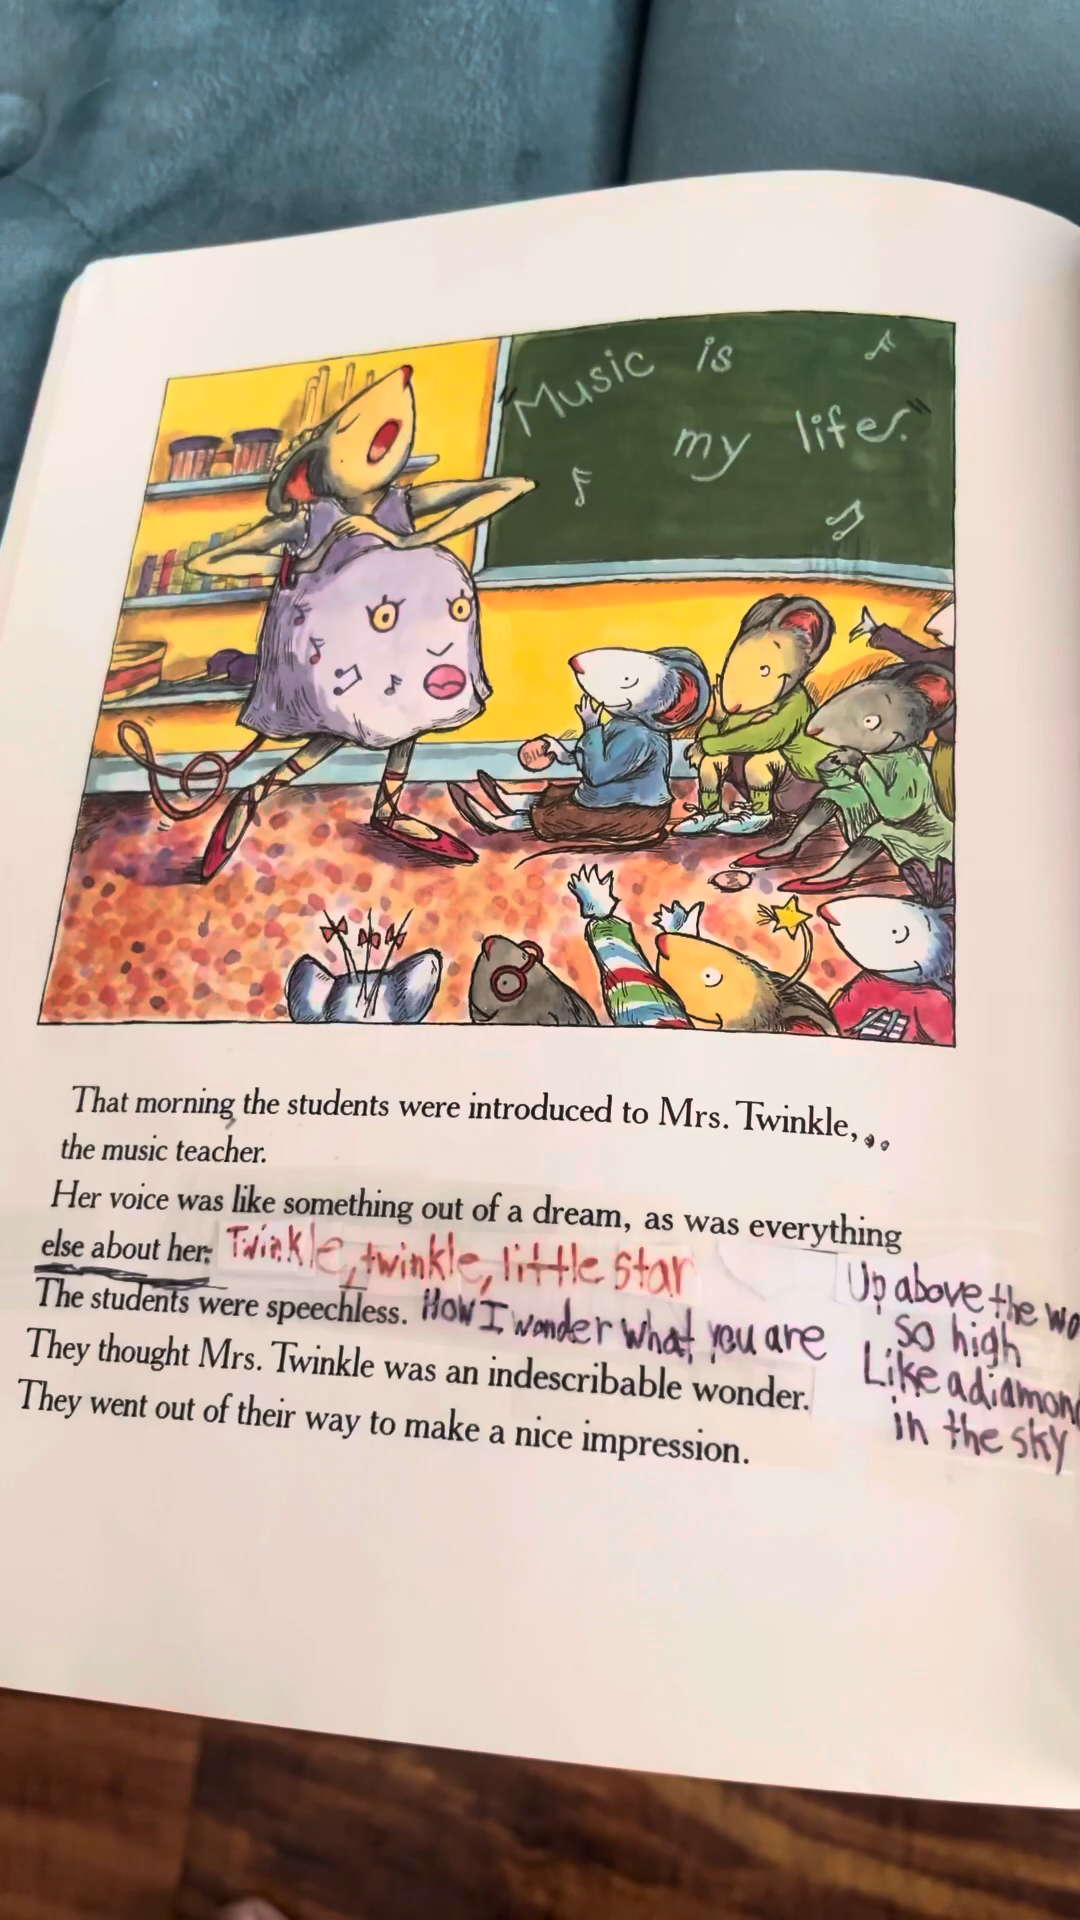 "Music is
my life."
BIL
That morning the students were introduced to Mrs. Twinkle,
the music teacher.
Her voice was like something out of a dream, as was everything
else about her. Twinkle, twinkle, little star
The students were speechless. How I wonder what you are
They thought Mrs. Twinkle was an indescribable wonder.
They went out of their way to make a nice impression.
Up above the wo
so high
Like a diamon
in the sky